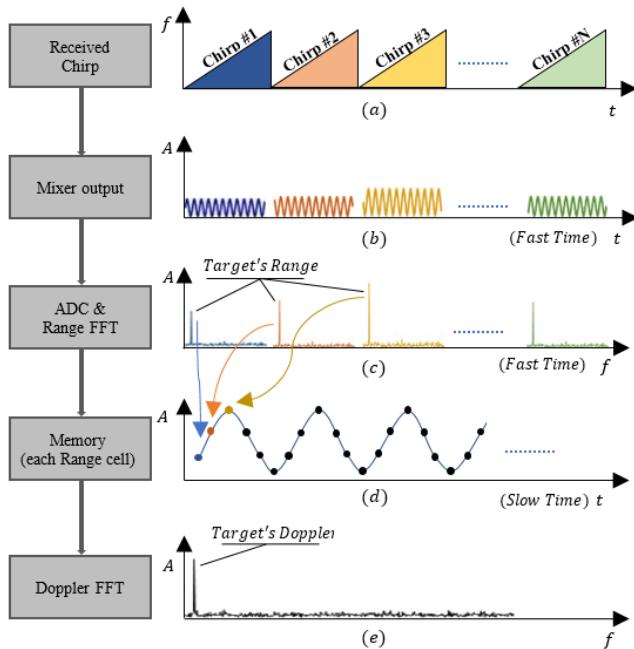 Received
Chirp
f
Chirp #1
Chirp #2
Chirp #3
Chirp #N
(a)
t
Mixer output
A
(b)
(Fast Time)
t
ADC &
Range FFT
A
Target's Range
(c)
(Fast Time)
f
Memory
(each Range cell)
A
(d)
(Slow Time) t
Doppler FFT
A
Target's Doppler
(e)
f